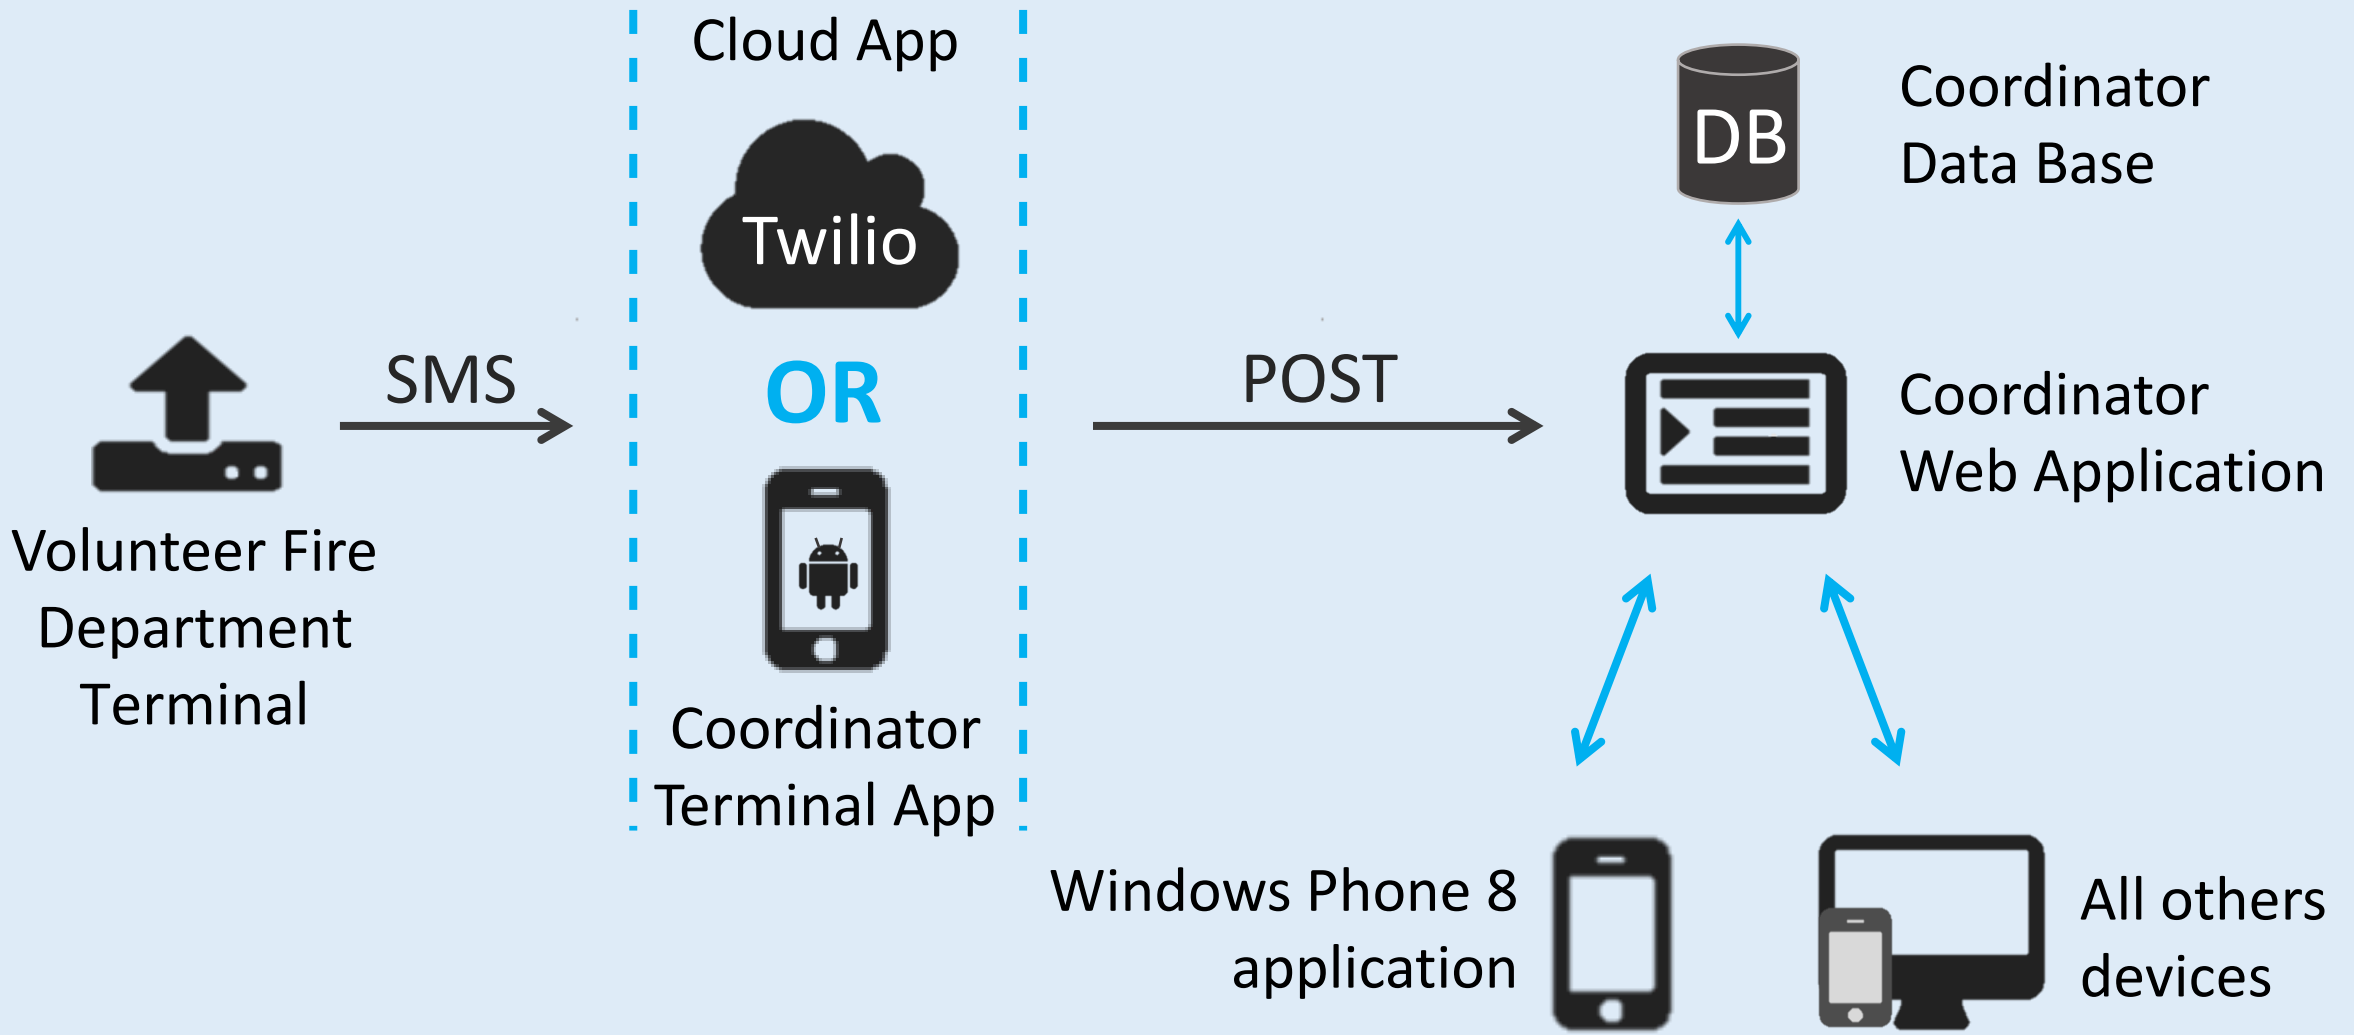 Cloud App
Twilio
OR
Coordinator
Terminal App
SMS
Volunteer Fire
Department
Terminal
POST
DB
Coordinator
Data Base
Coordinator
Web Application
Windows Phone 8
application
All others
devices